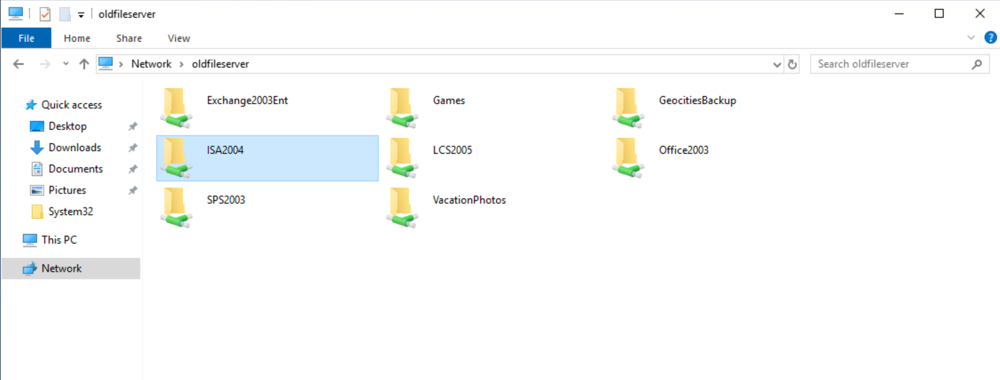 oldfileserver
File Home Share View
Network > oldfileserver
Search oldfileserver
Quick access
Desktop
Downloads
Documents
Pictures
System32
This PC
Network
Exchange2003Ent
Games
GeocitiesBackup
ISA2004
LCS2005
Office2003
SPS2003
VacationPhotos